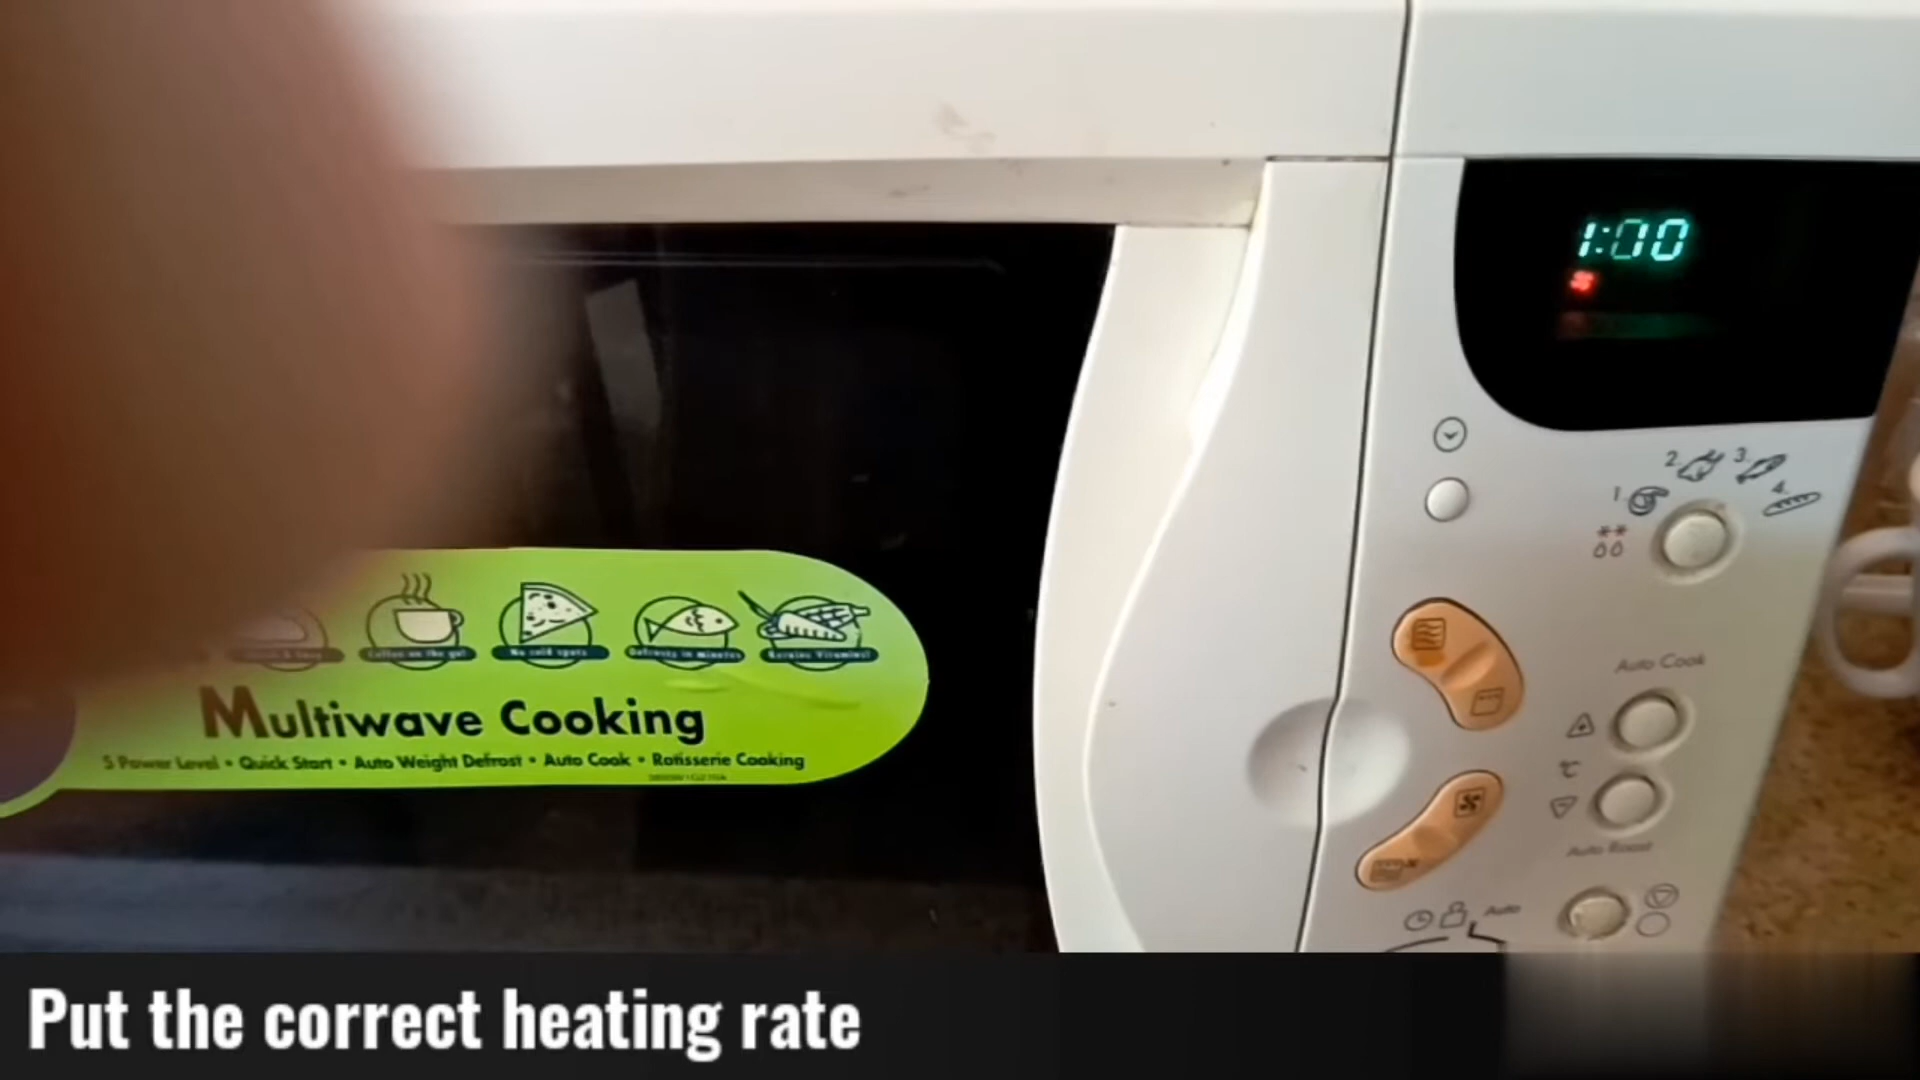 1:00
2. 3.
1. 4.
Coffee on the go!
No cold spots
Defrosts in minutes
Retains Vitamins!
Multiwave Cooking
5 Power Level • Quick Start • Auto Weight Defrost • Auto Cook • Rotisserie Cooking
Auto Cook
°C
Auto Roast
Auto
Put the correct heating rate